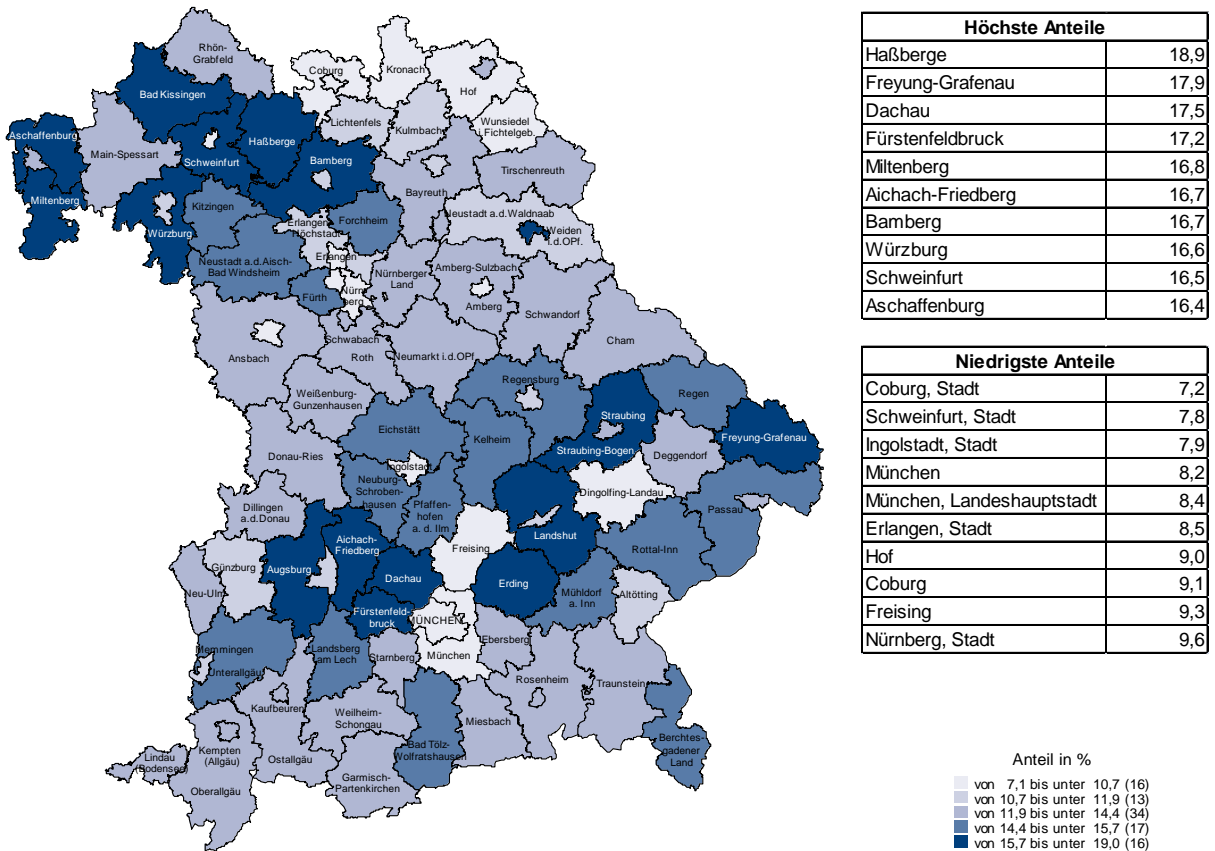 Rhön-
Grabfeld
Coburg
Kronach
Hof
Bad Kissingen
Lichtenfels
Kulmbach
Wunsiedel
i.Fichtelgeb.
Aschaffenburg
Main-Spessart
Schweinfurt
Haßberge
Bamberg
Tirschenreuth
Miltenberg
Bayreuth
Kitzingen
Würzburg
Erlangen-
Höchstadt
Forchheim
Neustadt a.d.Waldnaab
Weiden
i.d.OPf.
Neustadt a.d.Aisch-
Bad Windsheim
Erlangen
Fürth
Nürn
berg
Nürnberger
Land
Amberg-Sulzbach
Amberg
Schwandorf
Ansbach
Schwabach
Roth
Neumarkt i.d.OPf.
Cham
Weißenburg-
Gunzenhausen
Regensburg
Regen
Eichstätt
Kelheim
Straubing
Straubing-Bogen
Freyung-Grafenau
Donau-Ries
Ingolstadt
Deggendorf
Neuburg-
Schroben-
hausen
Pfaffen-
hofen
a. d. Ilm
Dingolfing-Landau
Passau
Dillingen
a.d.Donau
Aichach-
Friedberg
Freising
Landshut
Rottal-Inn
Günzburg
Augsburg
Dachau
Erding
Neu-Ulm
Mühldorf
a. Inn
Altötting
Fürstenfeld-
bruck
MÜNCHEN
München
Ebersberg
Memmingen
Unterallgäu
Landsberg
am Lech
Starnberg
Rosenheim
Traunstein
Kaufbeuren
Weilheim-
Schongau
Miesbach
Bad Tölz-
Wolfratshausen
Berchtes-
gadener
Land
Lindau
(Bodensee)
Kempten
(Allgäu)
Ostallgäu
Oberallgäu
Garmisch-
Partenkirchen
Höchste Anteile
Haßberge 18,9
Freyung-Grafenau 17,9
Dachau 17,5
Fürstenfeldbruck 17,2
Miltenberg 16,8
Aichach-Friedberg 16,7
Bamberg 16,7
Würzburg 16,6
Schweinfurt 16,5
Aschaffenburg 16,4
Niedrigste Anteile
Coburg, Stadt 7,2
Schweinfurt, Stadt 7,8
Ingolstadt, Stadt 7,9
München 8,2
München, Landeshauptstadt 8,4
Erlangen, Stadt 8,5
Hof 9,0
Coburg 9,1
Freising 9,3
Nürnberg, Stadt 9,6
Anteil in %
von 7,1 bis unter 10,7 (16)
von 10,7 bis unter 11,9 (13)
von 11,9 bis unter 14,4 (34)
von 14,4 bis unter 15,7 (17)
von 15,7 bis unter 19,0 (16)